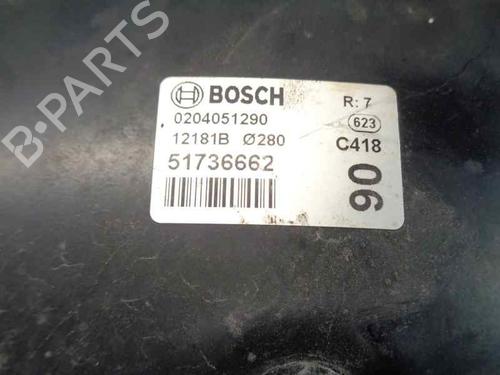 B-PARTS
BOSCH R: 7
0204051290 623
12181B Ø280 C418
51736662
90